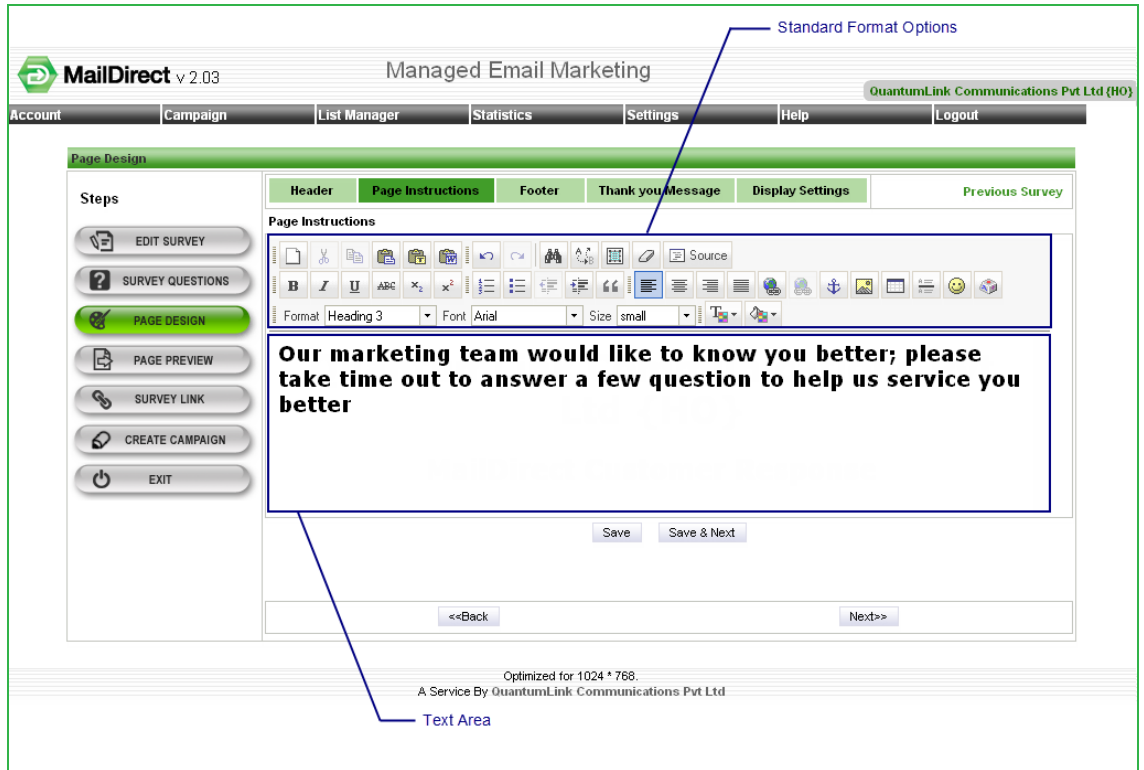 Standard Format Options
MailDirect v 2.03
Managed Email Marketing
QuantumLink Communications Pvt Ltd {HO}
Account Campaign List Manager Statistics Settings Help Logout
Page Design
Steps
Header Page Instructions Footer Thank you Message Display Settings Previous Survey
Page Instructions
EDIT SURVEY
SURVEY QUESTIONS
PAGE DESIGN
PAGE PREVIEW
SURVEY LINK
CREATE CAMPAIGN
EXIT
Source
B I U ABC x₂ x²
Format Heading 3 Font Arial Size small
Our marketing team would like to know you better; please
take time out to answer a few question to help us service you
better
Save Save & Next
<<Back Next>>
Optimized for 1024 * 768.
A Service By QuantumLink Communications Pvt Ltd
Text Area